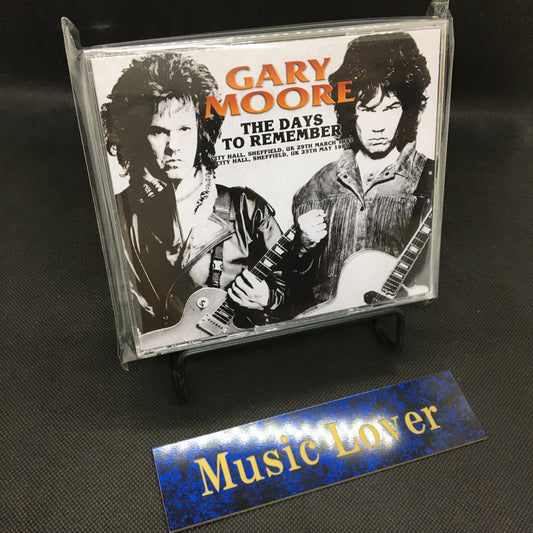 GARY
MOORE
THE DAYS
TO REMEMBER
CITY HALL, SHEFFIELD, UK 29TH MARCH
CITY HALL, SHEFFIELD, UK 25TH MAY
Music Lover